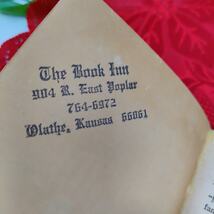 The Book Inn
904 R. East Poplar
764-6972
Olathe, Kansas 66061